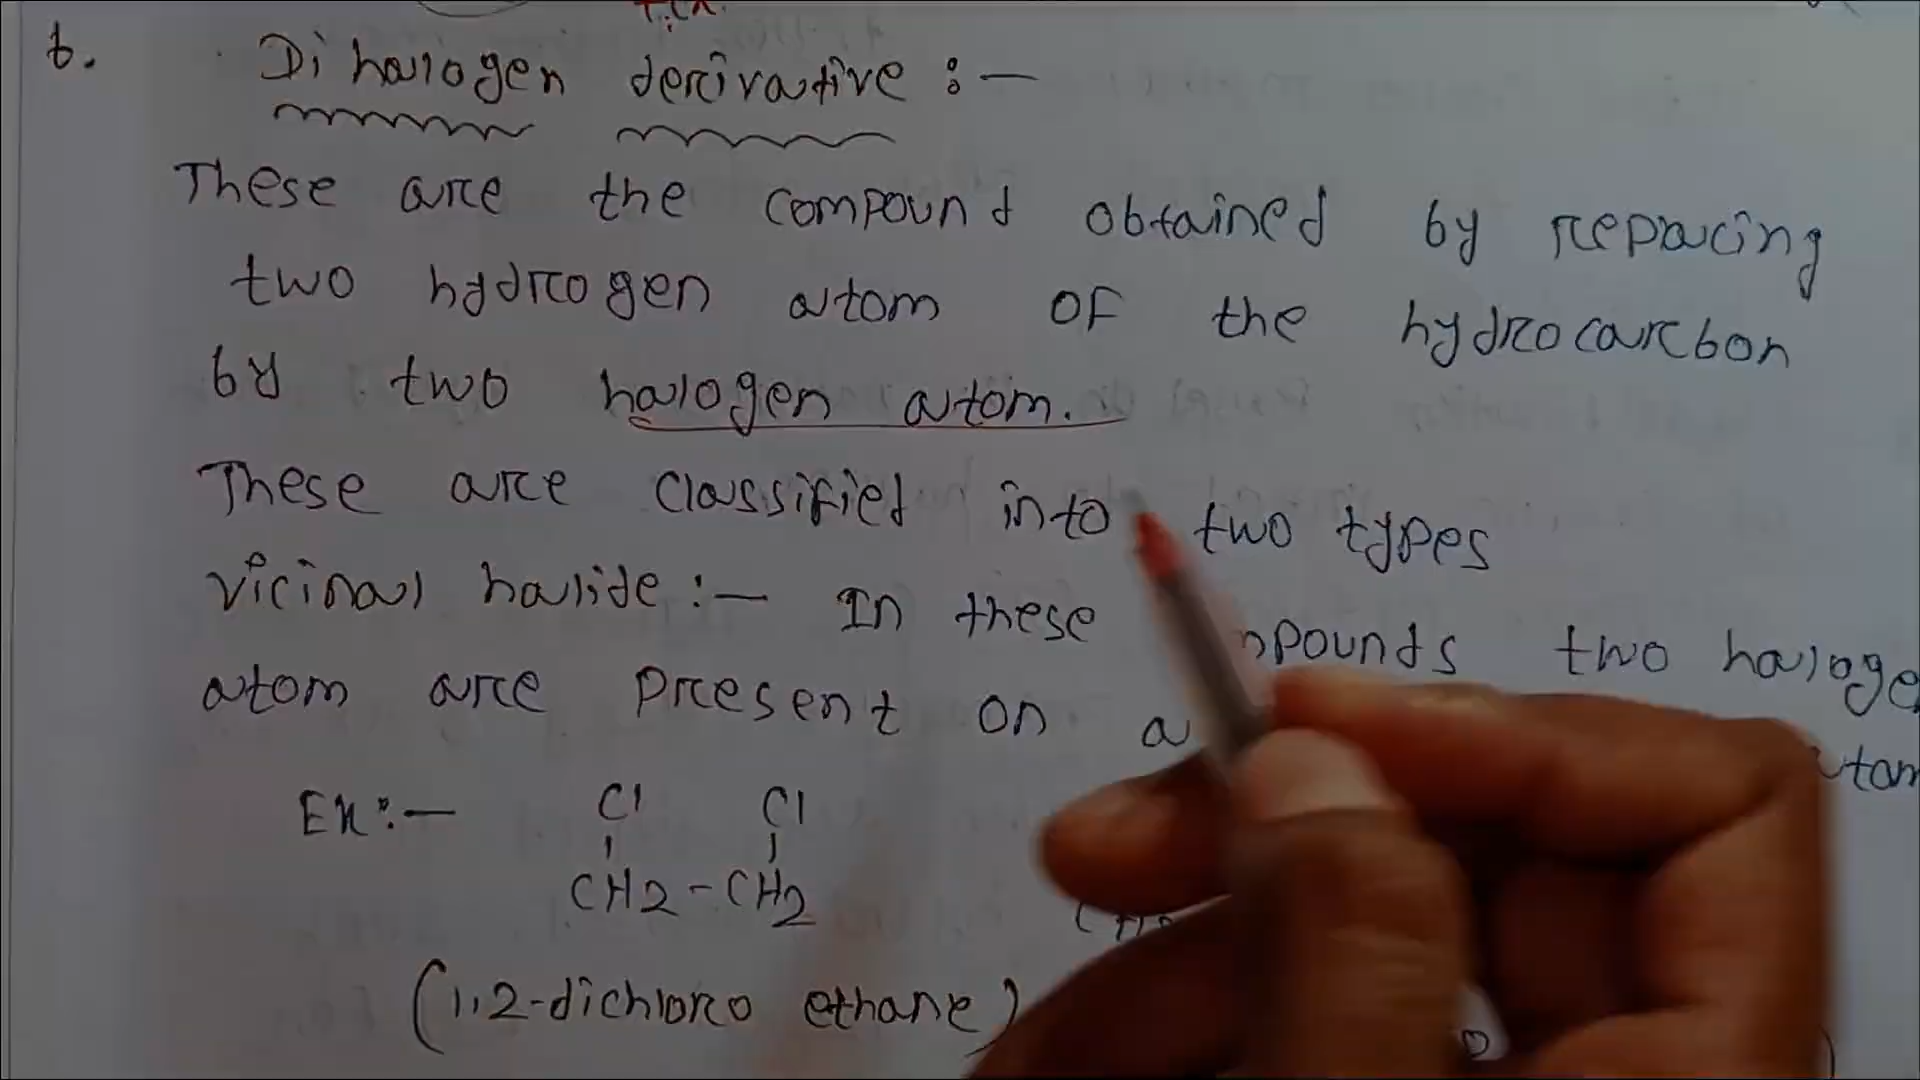 b. Dihalogen derivative :-
These are the compound obtained by repacing
two hydrogen atom of the hydrocarbon
by two halogen atom.
These are classified into two types
vicinal halide :- In these two haloge
atom are present on
Ex :- Cl Cl
CH2-CH2
(1,2-dichloro ethane)